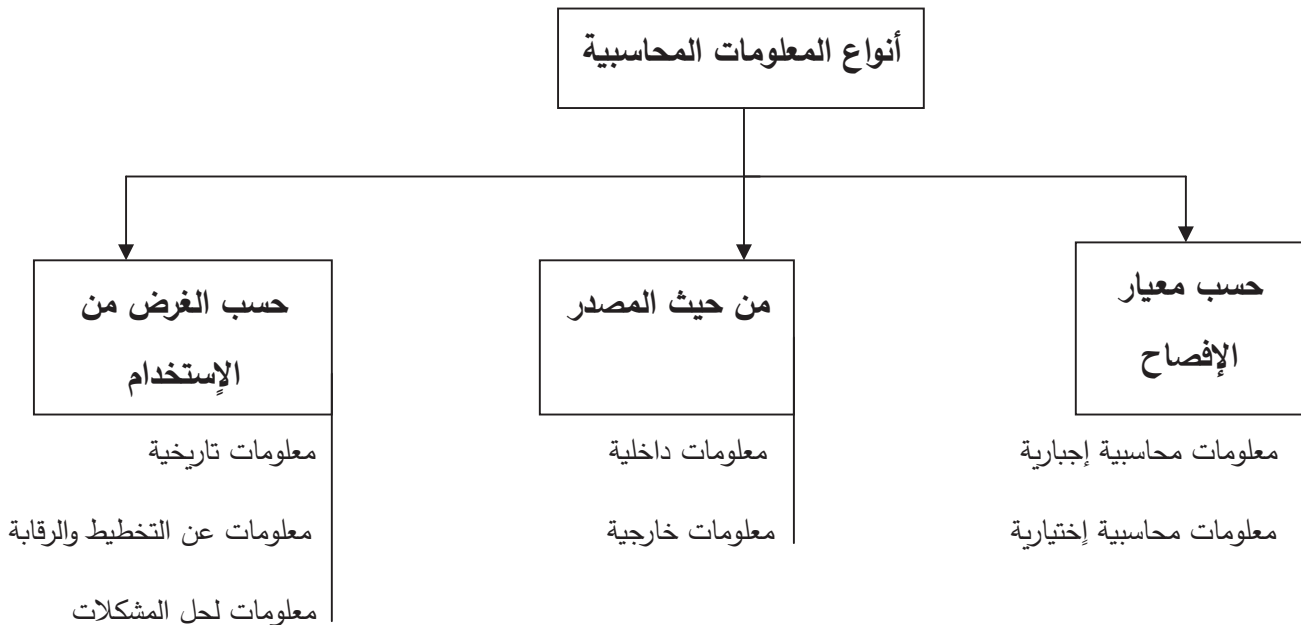 أنواع المعلومات المحاسبية
حسب معيار
الإفصاح
معلومات محاسبية إجبارية
معلومات محاسبية إختيارية
من حيث المصدر
معلومات داخلية
معلومات خارجية
حسب الغرض من
الإستخدام
معلومات تاريخية
معلومات عن التخطيط والرقابة
معلومات لحل المشكلات